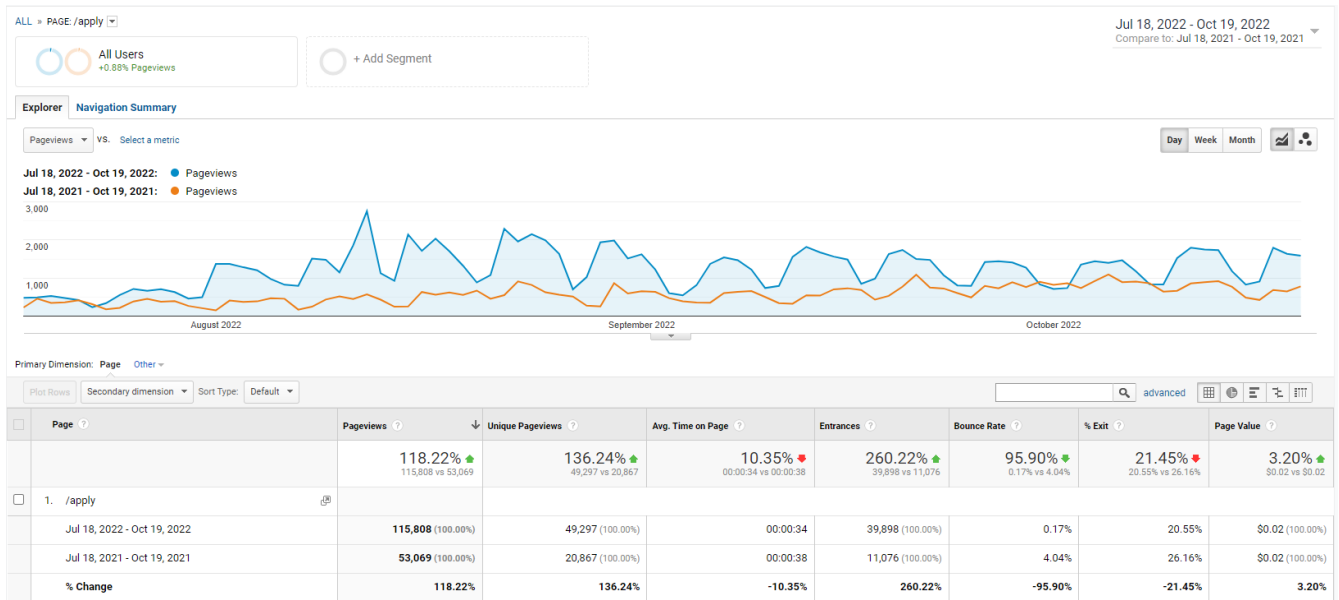 ALL » PAGE: /apply
Jul 18, 2022 - Oct 19, 2022
Compare to: Jul 18, 2021 - Oct 19, 2021
All Users
+0.88% Pageviews
+ Add Segment
Explorer Navigation Summary
Pageviews VS. Select a metric
Day Week Month
Jul 18, 2022 - Oct 19, 2022: Pageviews
Jul 18, 2021 - Oct 19, 2021: Pageviews
3,000
2,000
1,000
August 2022 September 2022 October 2022
Primary Dimension: Page Other
Plot Rows Secondary dimension Sort Type: Default advanced
Page ? Pageviews ? Unique Pageviews ? Avg. Time on Page ? Entrances ? Bounce Rate ? % Exit ? Page Value ?
118.22% 136.24% 10.35% 260.22% 95.90% 21.45% 3.20%
115,808 vs 53,069 49,297 vs 20,867 00:00:34 vs 00:00:38 39,898 vs 11,076 0.17% vs 4.04% 20.55% vs 26.16% $0.02 vs $0.02
1. /apply
Jul 18, 2022 - Oct 19, 2022 115,808 (100.00%) 49,297 (100.00%) 00:00:34 39,898 (100.00%) 0.17% 20.55% $0.02 (100.00%)
Jul 18, 2021 - Oct 19, 2021 53,069 (100.00%) 20,867 (100.00%) 00:00:38 11,076 (100.00%) 4.04% 26.16% $0.02 (100.00%)
% Change 118.22% 136.24% -10.35% 260.22% -95.90% -21.45% 3.20%